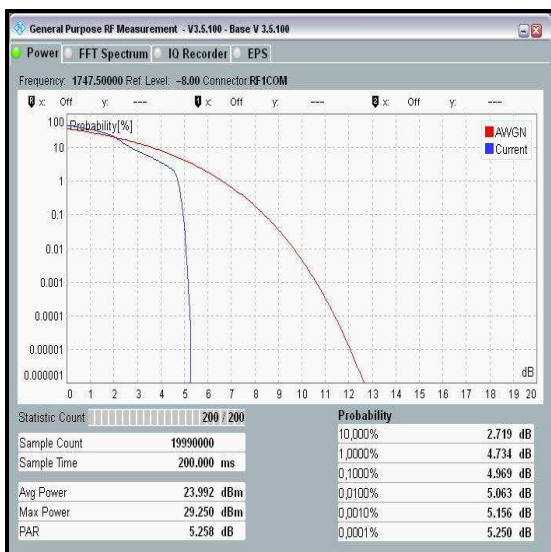 General Purpose RF Measurement - V3.5.100 - Base V 3.5.100
Power FFT Spectrum IQ Recorder EPS
Frequency: 1747.50000 Ref. Level: -8.00 Connector:RF1COM
x: Off y: --- 1 x: Off y: --- 2 x: Off y: ---
Probability[%]
AWGN
Current
100
10
1
0.1
0.01
0.001
0.0001
0.00001
0.000001
dB
0 1 2 3 4 5 6 7 8 9 10 11 12 13 14 15 16 17 18 19 20
Statistic Count 200 / 200
Sample Count 19990000
Sample Time 200.000 ms
Avg Power 23.992 dBm
Max Power 29.250 dBm
PAR 5.258 dB
Probability
10,000% 2.719 dB
1,0000% 4.734 dB
0,1000% 4.969 dB
0,0100% 5.063 dB
0,0010% 5.156 dB
0,0001% 5.250 dB